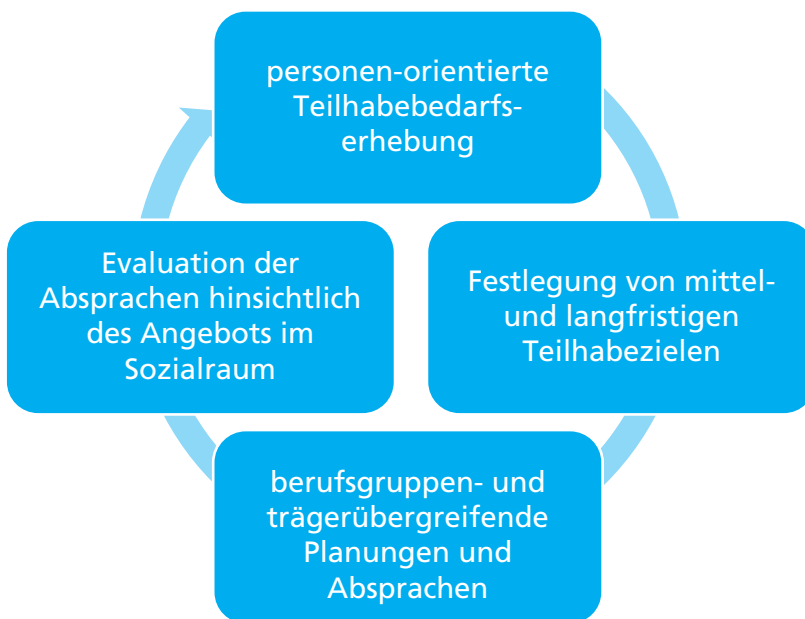 personen-orientierte
Teilhabebedarfs-
erhebung
Festlegung von mittel-
und langfristigen
Teilhabezielen
berufsgruppen- und
trägerübergreifende
Planungen und
Absprachen
Evaluation der
Absprachen hinsichtlich
des Angebots im
Sozialraum